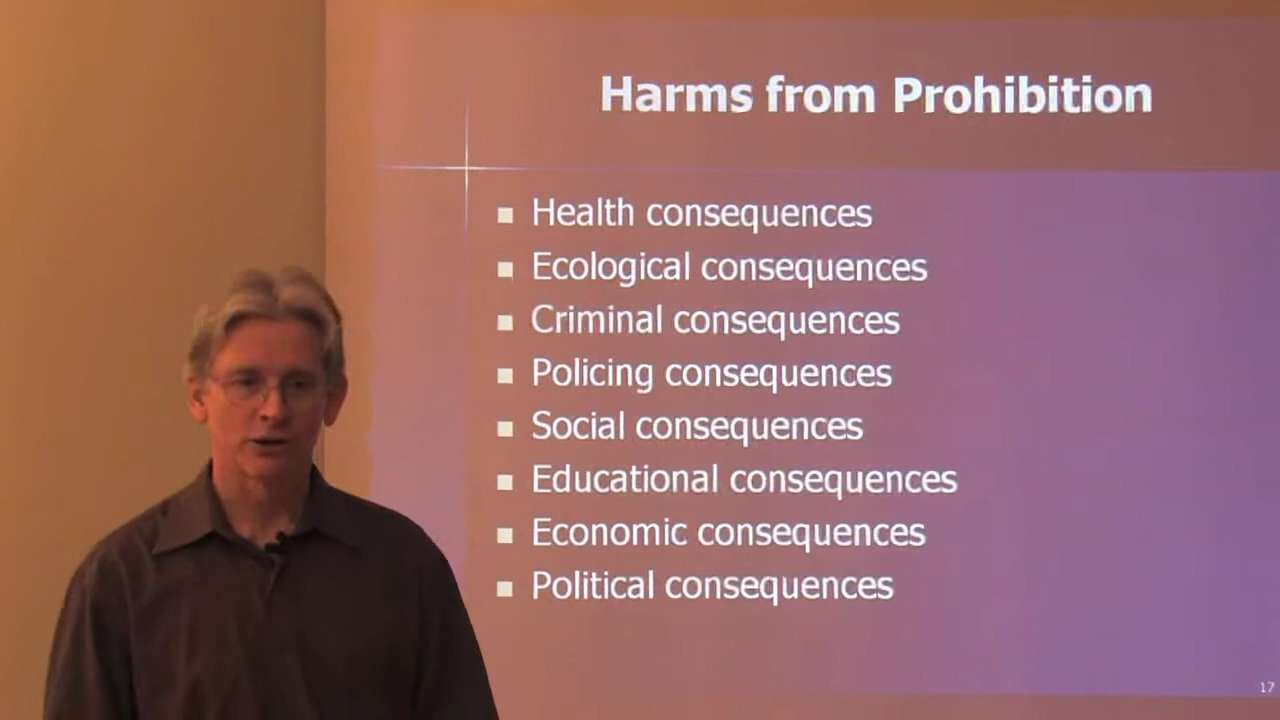 Harms from Prohibition
■ Health consequences
■ Ecological consequences
■ Criminal consequences
■ Policing consequences
■ Social consequences
■ Educational consequences
■ Economic consequences
■ Political consequences
17